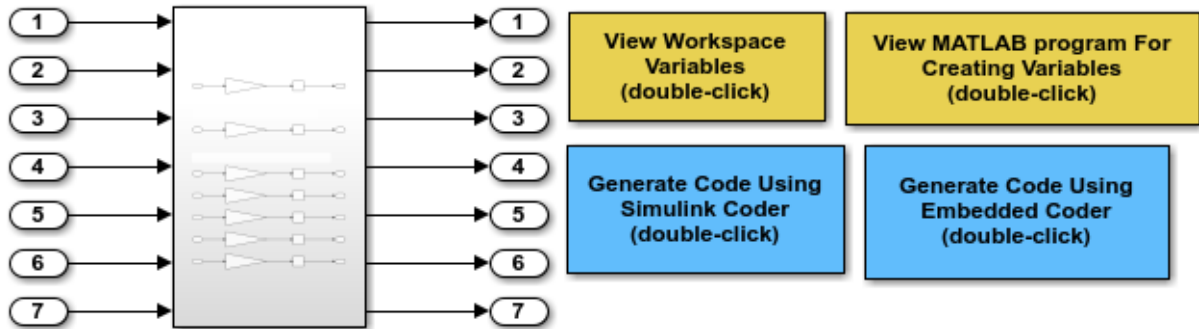 1
2
3
4
5
6
7
1
2
3
4
5
6
7
View Workspace
Variables
(double-click)
View MATLAB program For
Creating Variables
(double-click)
Generate Code Using
Simulink Coder
(double-click)
Generate Code Using
Embedded Coder
(double-click)